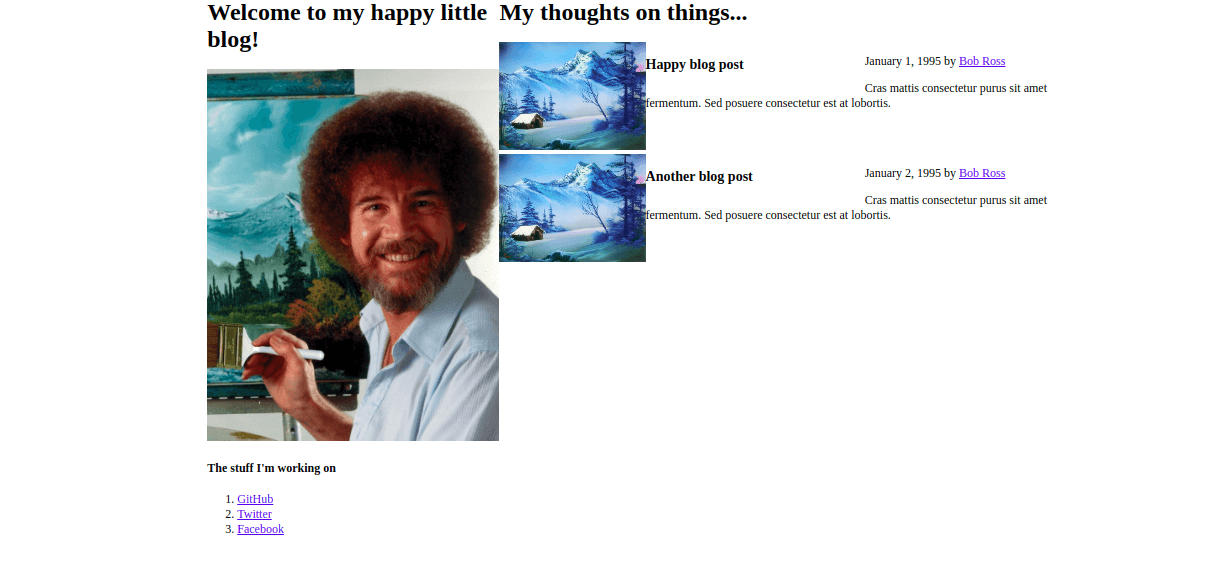 Welcome to my happy little
blog!
The stuff I'm working on
1. GitHub
2. Twitter
3. Facebook
My thoughts on things...
Happy blog post
January 1, 1995 by Bob Ross
Cras mattis consectetur purus sit amet
fermentum. Sed posuere consectetur est at lobortis.
Another blog post
January 2, 1995 by Bob Ross
Cras mattis consectetur purus sit amet
fermentum. Sed posuere consectetur est at lobortis.